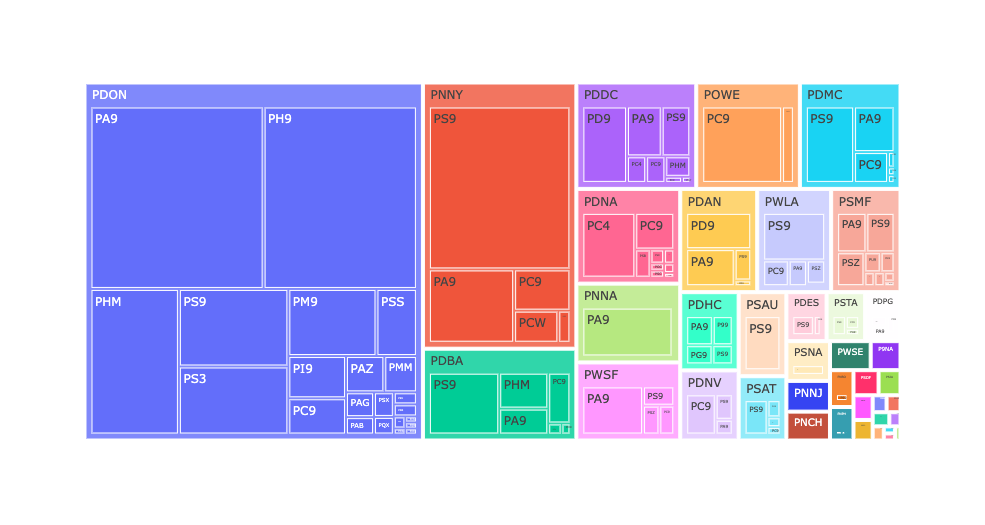 PDON
PA9
PH9
PHM
PS9
PS3
PM9
PSS
PI9
PC9
PAZ
PMM
PAG
PSX
PAB
PQX
PNNY
PS9
PA9
PC9
PCW
PDBA
PS9
PHM
PA9
PC9
PDDC
PD9
PA9
PS9
PC4
PC9
PHM
POWE
PC9
PDMC
PS9
PA9
PC9
PDNA
PC4
PC9
PDAN
PD9
PA9
PWLA
PS9
PC9
PA9
PSZ
PSMF
PA9
PS9
PSZ
PNNA
PA9
PWSF
PA9
PS9
PDHC
PA9
P99
PG9
PS9
PDNV
PC9
PSAU
PS9
PSAT
PS9
PDES
PS9
PSTA
PDPG
PA9
PSNA
PWSE
P9NA
PNNJ
PNCH